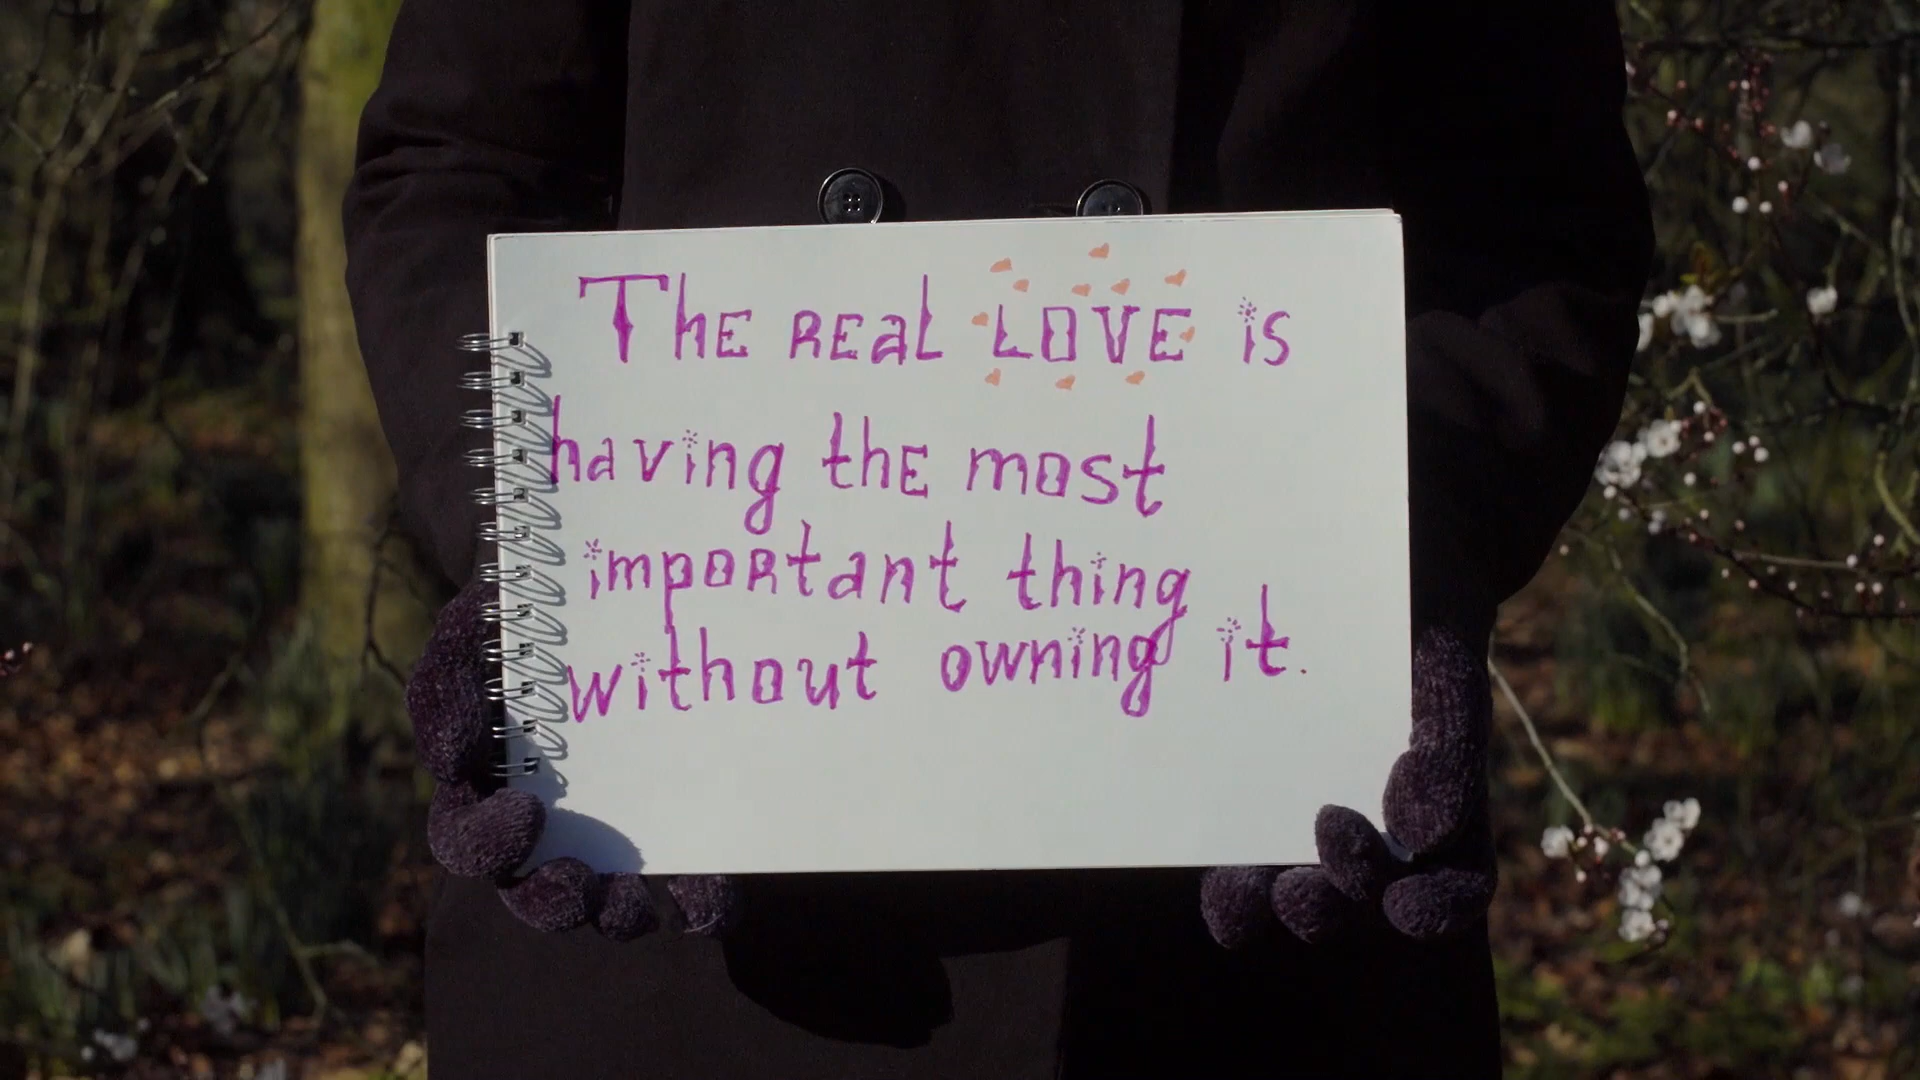 The real LOVE is
having the most
important thing
without owning it.